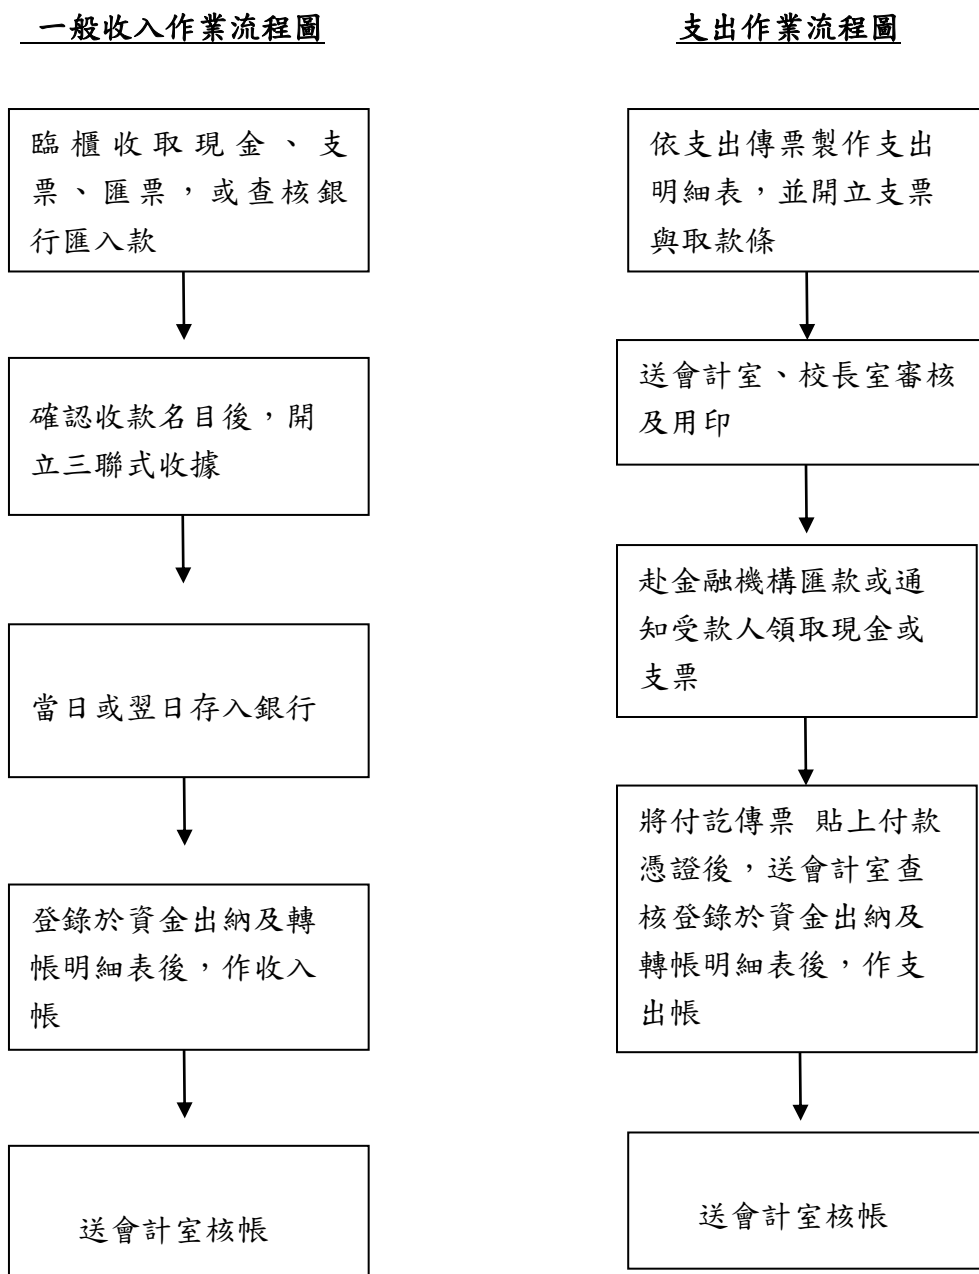 一般收入作業流程圖
臨櫃收取現金、支
票、匯票，或查核銀
行匯入款
確認收款名目後，開
立三聯式收據
當日或翌日存入銀行
登錄於資金出納及轉
帳明細表後，作收入
帳
送會計室核帳
支出作業流程圖
依支出傳票製作支出
明細表，並開立支票
與取款條
送會計室、校長室審核
及用印
赴金融機構匯款或通
知受款人領取現金或
支票
將付訖傳票 貼上付款
憑證後，送會計室查
核登錄於資金出納及
轉帳明細表後，作支
出帳
送會計室核帳